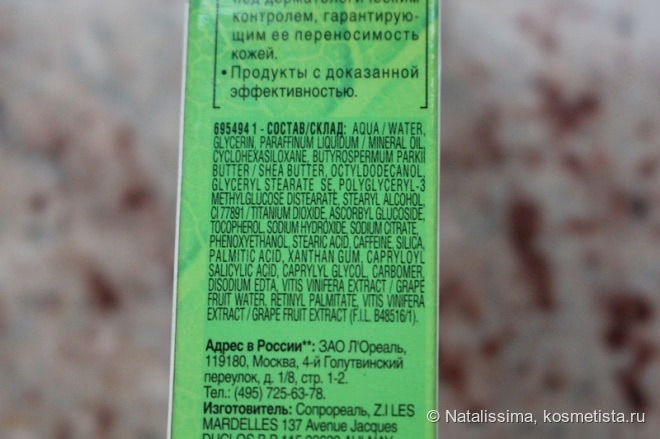 под дерматологическим
контролем, гарантирую-
щим ее переносимость
кожей.
• Продукты с доказанной
эффективностью.
695494 1 - СОСТАВ/СКЛАД: AQUA / WATER,
GLYCERIN, PARAFFINUM LIQUIDUM / MINERAL OIL,
CYCLOHEXASILOXANE, BUTYROSPERMUM PARKII
BUTTER / SHEA BUTTER, OCTYLDODECANOL,
GLYCERYL STEARATE SE, POLYGLYCERYL-3
METHYLGLUCOSE DISTEARATE, STEARYL ALCOHOL,
CI 77891 / TITANIUM DIOXIDE, ASCORBYL GLUCOSIDE,
TOCOPHEROL, SODIUM HYDROXIDE, SODIUM CITRATE,
PHENOXYETHANOL, STEARIC ACID, CAFFEINE, SILICA,
PALMITIC ACID, XANTHAN GUM, CAPRYLOYL
SALICYLIC ACID, CAPRYLYL GLYCOL, CARBOMER,
DISODIUM EDTA, VITIS VINIFERA EXTRACT / GRAPE
FRUIT WATER, RETINYL PALMITATE, VITIS VINIFERA
EXTRACT / GRAPE FRUIT EXTRACT (F.I.L. B48516/1).
Адрес в России**: ЗАО Л'Ореаль,
119180, Москва, 4-й Голутвинский
переулок, д. 1/8, стр. 1-2.
Тел.: (495) 725-63-78.
Изготовитель: Сопрореаль, Z.I LES
MARDELLES 137 Avenue Jacques
© Natalissima, kosmetista.ru